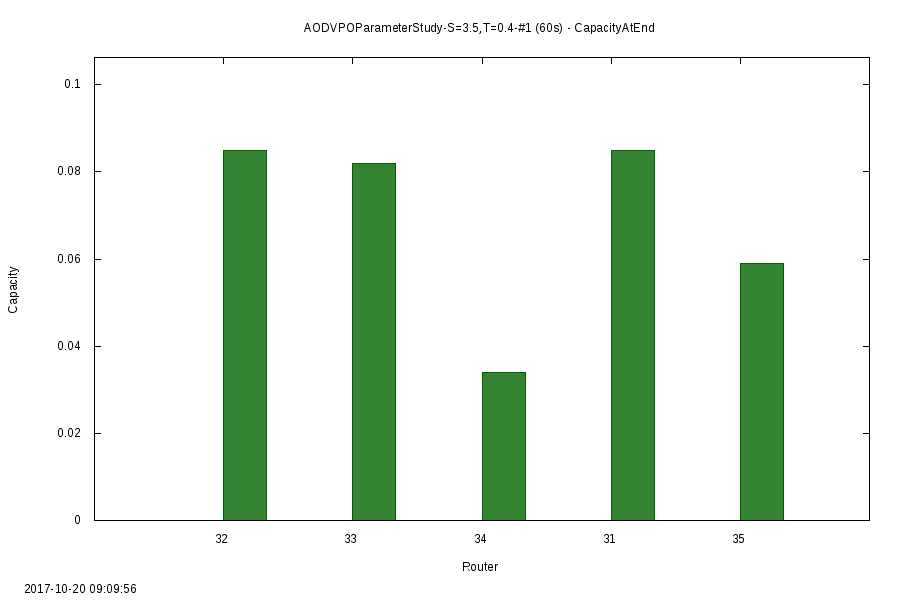 AODVPOParameterStudy-S=3.5,T=0.4-#1 (60s) - CapacityAtEnd
0.1
0.08
0.06
0.04
0.02
0
Capacity
32 33 34 31 35
Router
2017-10-20 09:09:56